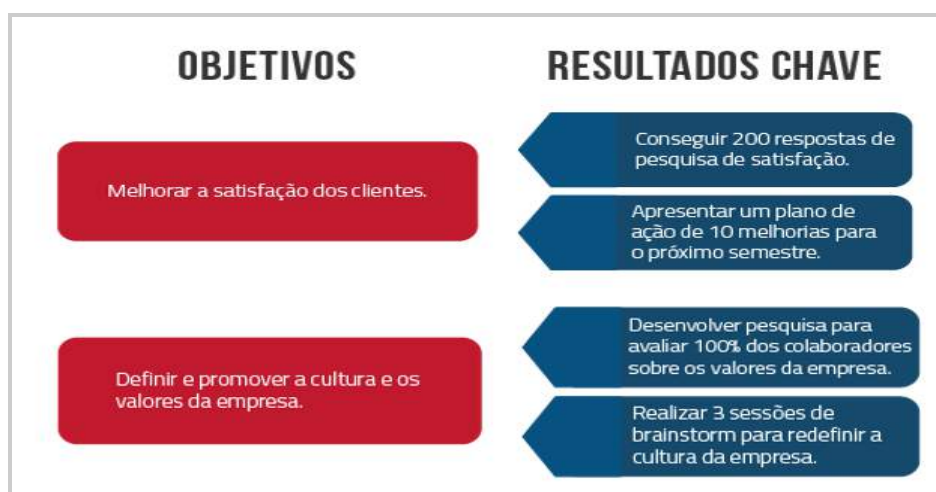 OBJETIVOS
RESULTADOS CHAVE
Melhorar a satisfação dos clientes.
Conseguir 200 respostas de
pesquisa de satisfação.
Apresentar um plano de
ação de 10 melhorias para
o próximo semestre.
Definir e promover a cultura e os
valores da empresa.
Desenvolver pesquisa para
avaliar 100% dos colaboradores
sobre os valores da empresa.
Realizar 3 sessões de
brainstorm para redefinir a
cultura da empresa.